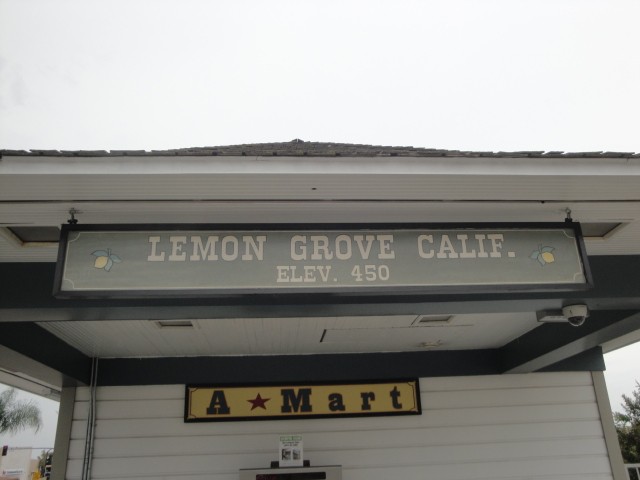 LEMON GROVE CALIF.
ELEV. 450
A ★ Mart